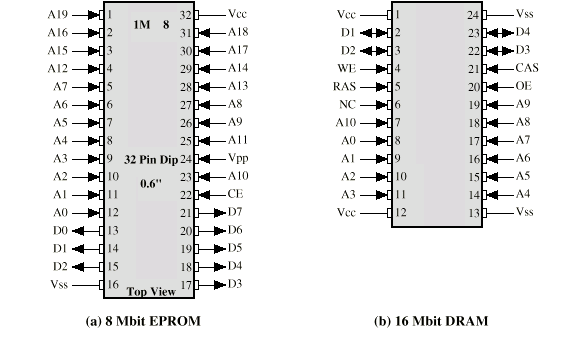 A19 1 1M 8 32 Vcc Vcc 1 24 Vss
A16 2 31 A18 D1 2 23 D4
A15 3 30 A17 D2 3 22 D3
A12 4 29 A14 WE 4 21 CAS
A7 5 28 A13 RAS 5 20 OE
A6 6 27 A8 NC 6 19 A9
A5 7 26 A9 A10 7 18 A8
A4 8 25 A11 A0 8 17 A7
A3 9 32 Pin Dip 24 Vpp A1 9 16 A6
A2 10 0.6" 23 A10 A2 10 15 A5
A1 11 22 CE A3 11 14 A4
A0 12 21 D7 Vcc 12 13 Vss
D0 13 20 D6
D1 14 19 D5
D2 15 18 D4
Vss 16 Top View 17 D3
(a) 8 Mbit EPROM (b) 16 Mbit DRAM